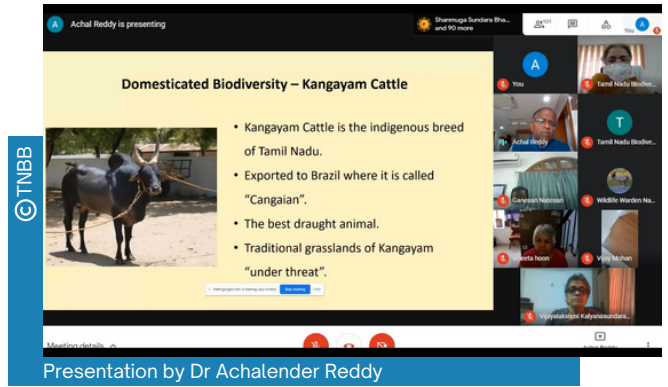 A Achal Reddy is presenting
Shanmuga Sundara Bha...
and 90 more
101
You
A
Domesticated Biodiversity – Kangayam Cattle
• Kangayam Cattle is the indigenous breed
of Tamil Nadu.
• Exported to Brazil where it is called
“Cangaian”.
• The best draught animal.
• Traditional grasslands of Kangayam
“under threat”.
meet.google.com is sharing your screen.
Stop sharing
Hide
A
You
Tamil Nadu Biodive...
Achal Reddy
T
Tamil Nadu Biodive...
Ganesan Natesan
Wildlife Warden Na...
hoon
Vijay Mohan
Vijayalakshmi Kalyanasundara...
Meeting details
Achal Reddy
© TNBB
Presentation by Dr Achalender Reddy